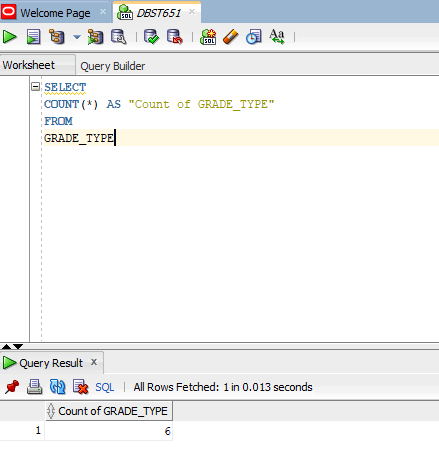 Welcome Page
DBST651
Worksheet
Query Builder
SELECT
COUNT(*) AS "Count of GRADE_TYPE"
FROM
GRADE_TYPE
Query Result
SQL | All Rows Fetched: 1 in 0.013 seconds
Count of GRADE_TYPE
1 6